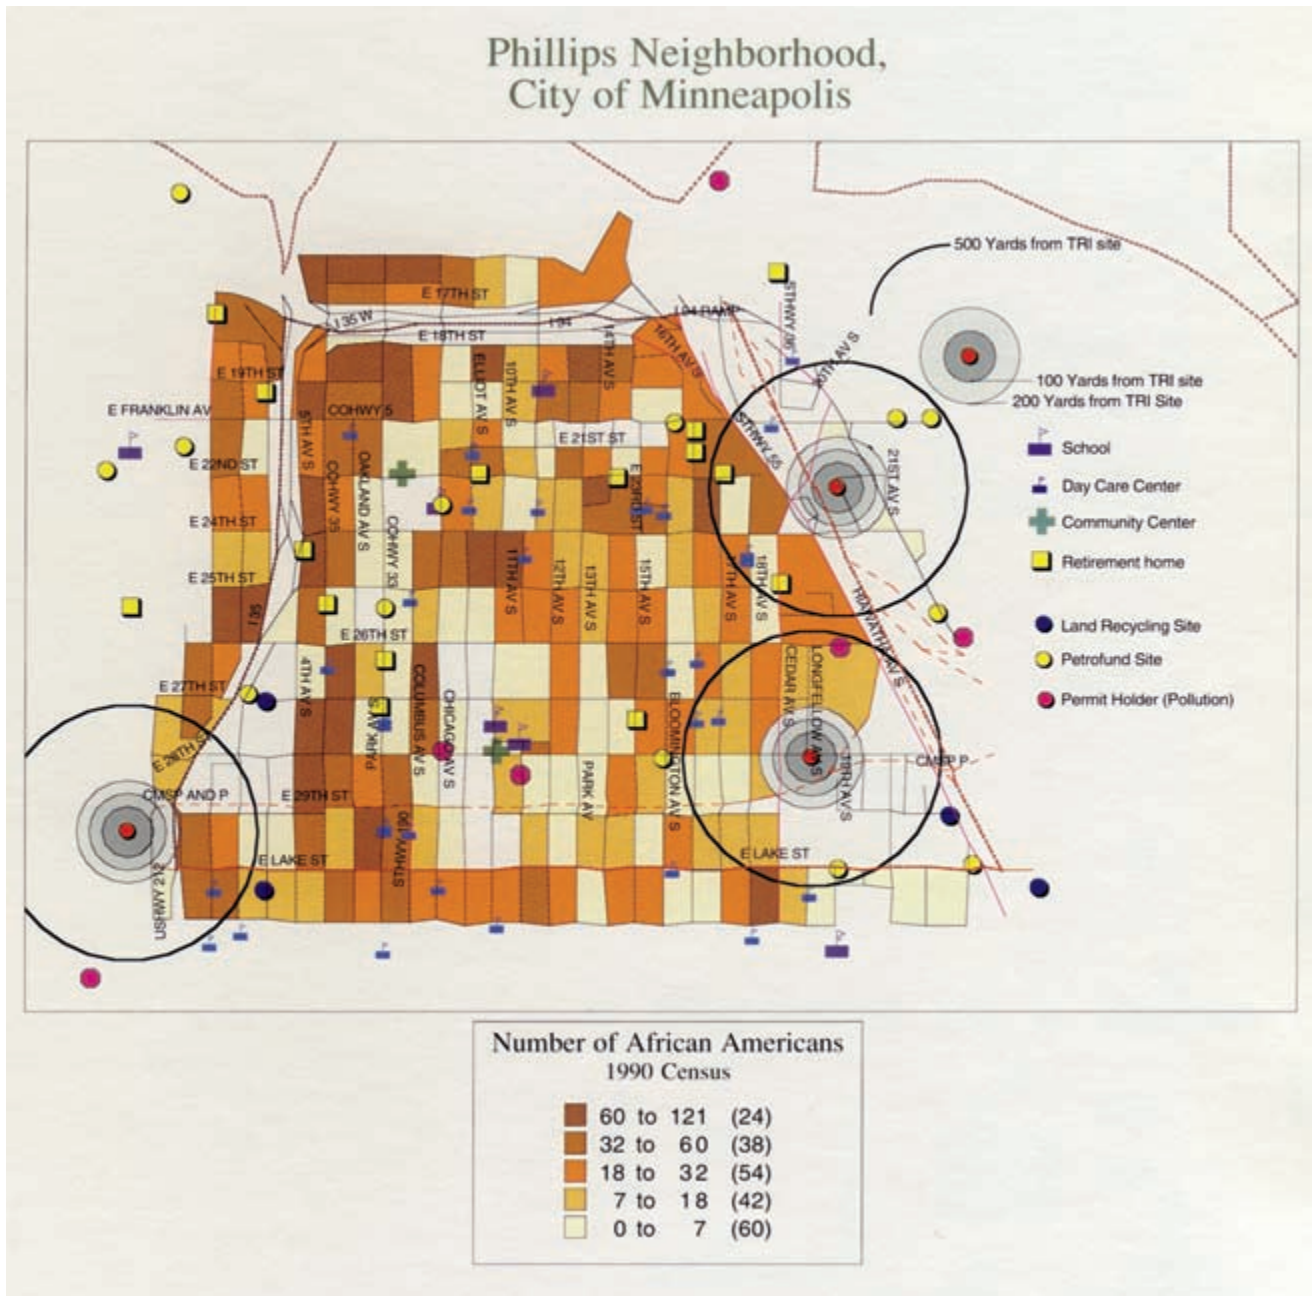 Phillips Neighborhood,
City of Minneapolis
500 Yards from TRI site
100 Yards from TRI site
200 Yards from TRI Site
School
Day Care Center
Community Center
Retirement home
Land Recycling Site
Petrofund Site
Permit Holder (Pollution)
E 17TH ST
I 35 W
I 94
I 94 RAMP
E 18TH ST
14TH AV S
16TH AV S
20TH AV S
E 19TH ST
ELLIOT AV S
10TH AV S
E FRANKLIN AV
COHWY 5
5TH AV S
E 21ST ST
STHWY 55
E 22ND ST
COHWY 35
OAKLAND AV S
21ST AV S
E 24TH ST
COHWY 33
E 25TH ST
11TH AV S
12TH AV S
13TH AV S
15TH AV S
17TH AV S
18TH AV S
I 35
HIAWATHA AV S
E 26TH ST
E 27TH ST
4TH AV S
PARK AV S
COLUMBUS AV S
CHICAGO AV S
BLOOMINGTON AV S
CEDAR AV S
LONGFELLOW AV S
19TH AV S
E 28TH ST
CMSP P
CMSP AND P
E 29TH ST
PARK AV
E LAKE ST
E LAKE ST
USHWY 212
Number of African Americans
1990 Census
60 to 121 (24)
32 to 60 (38)
18 to 32 (54)
7 to 18 (42)
0 to 7 (60)